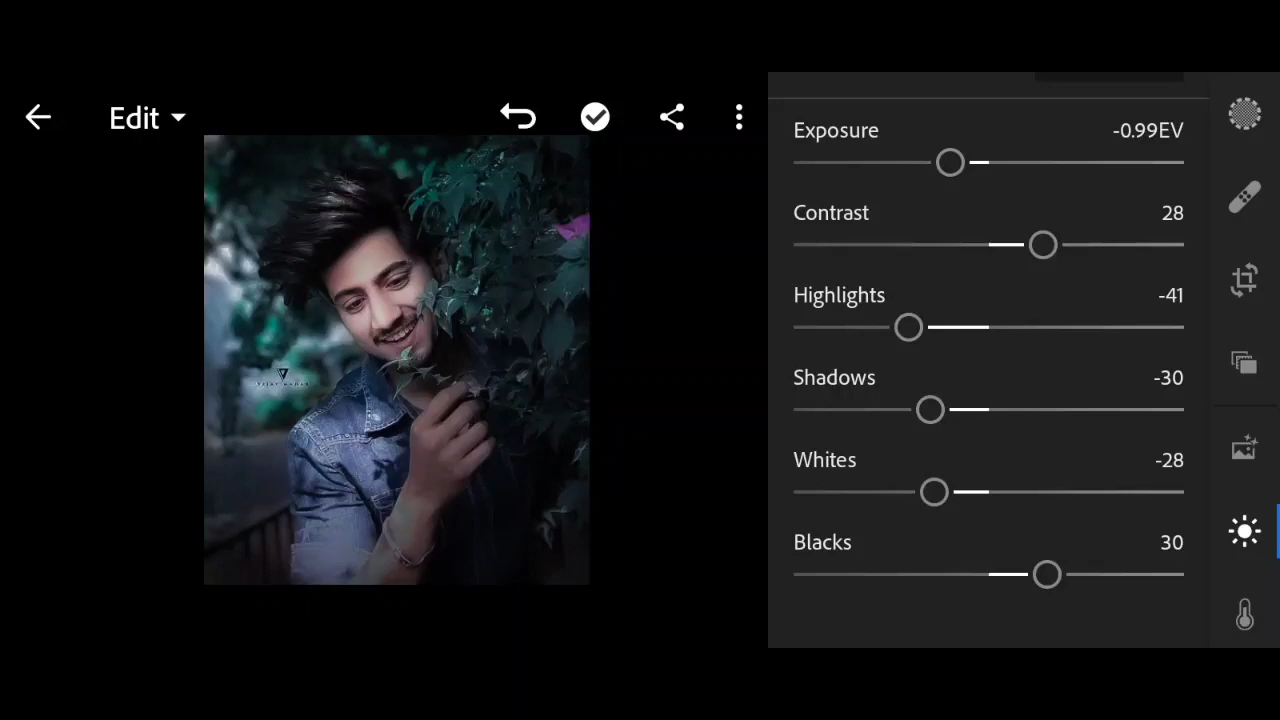 Edit
Exposure -0.99EV
Contrast 28
Highlights -41
Shadows -30
Whites -28
Blacks 30